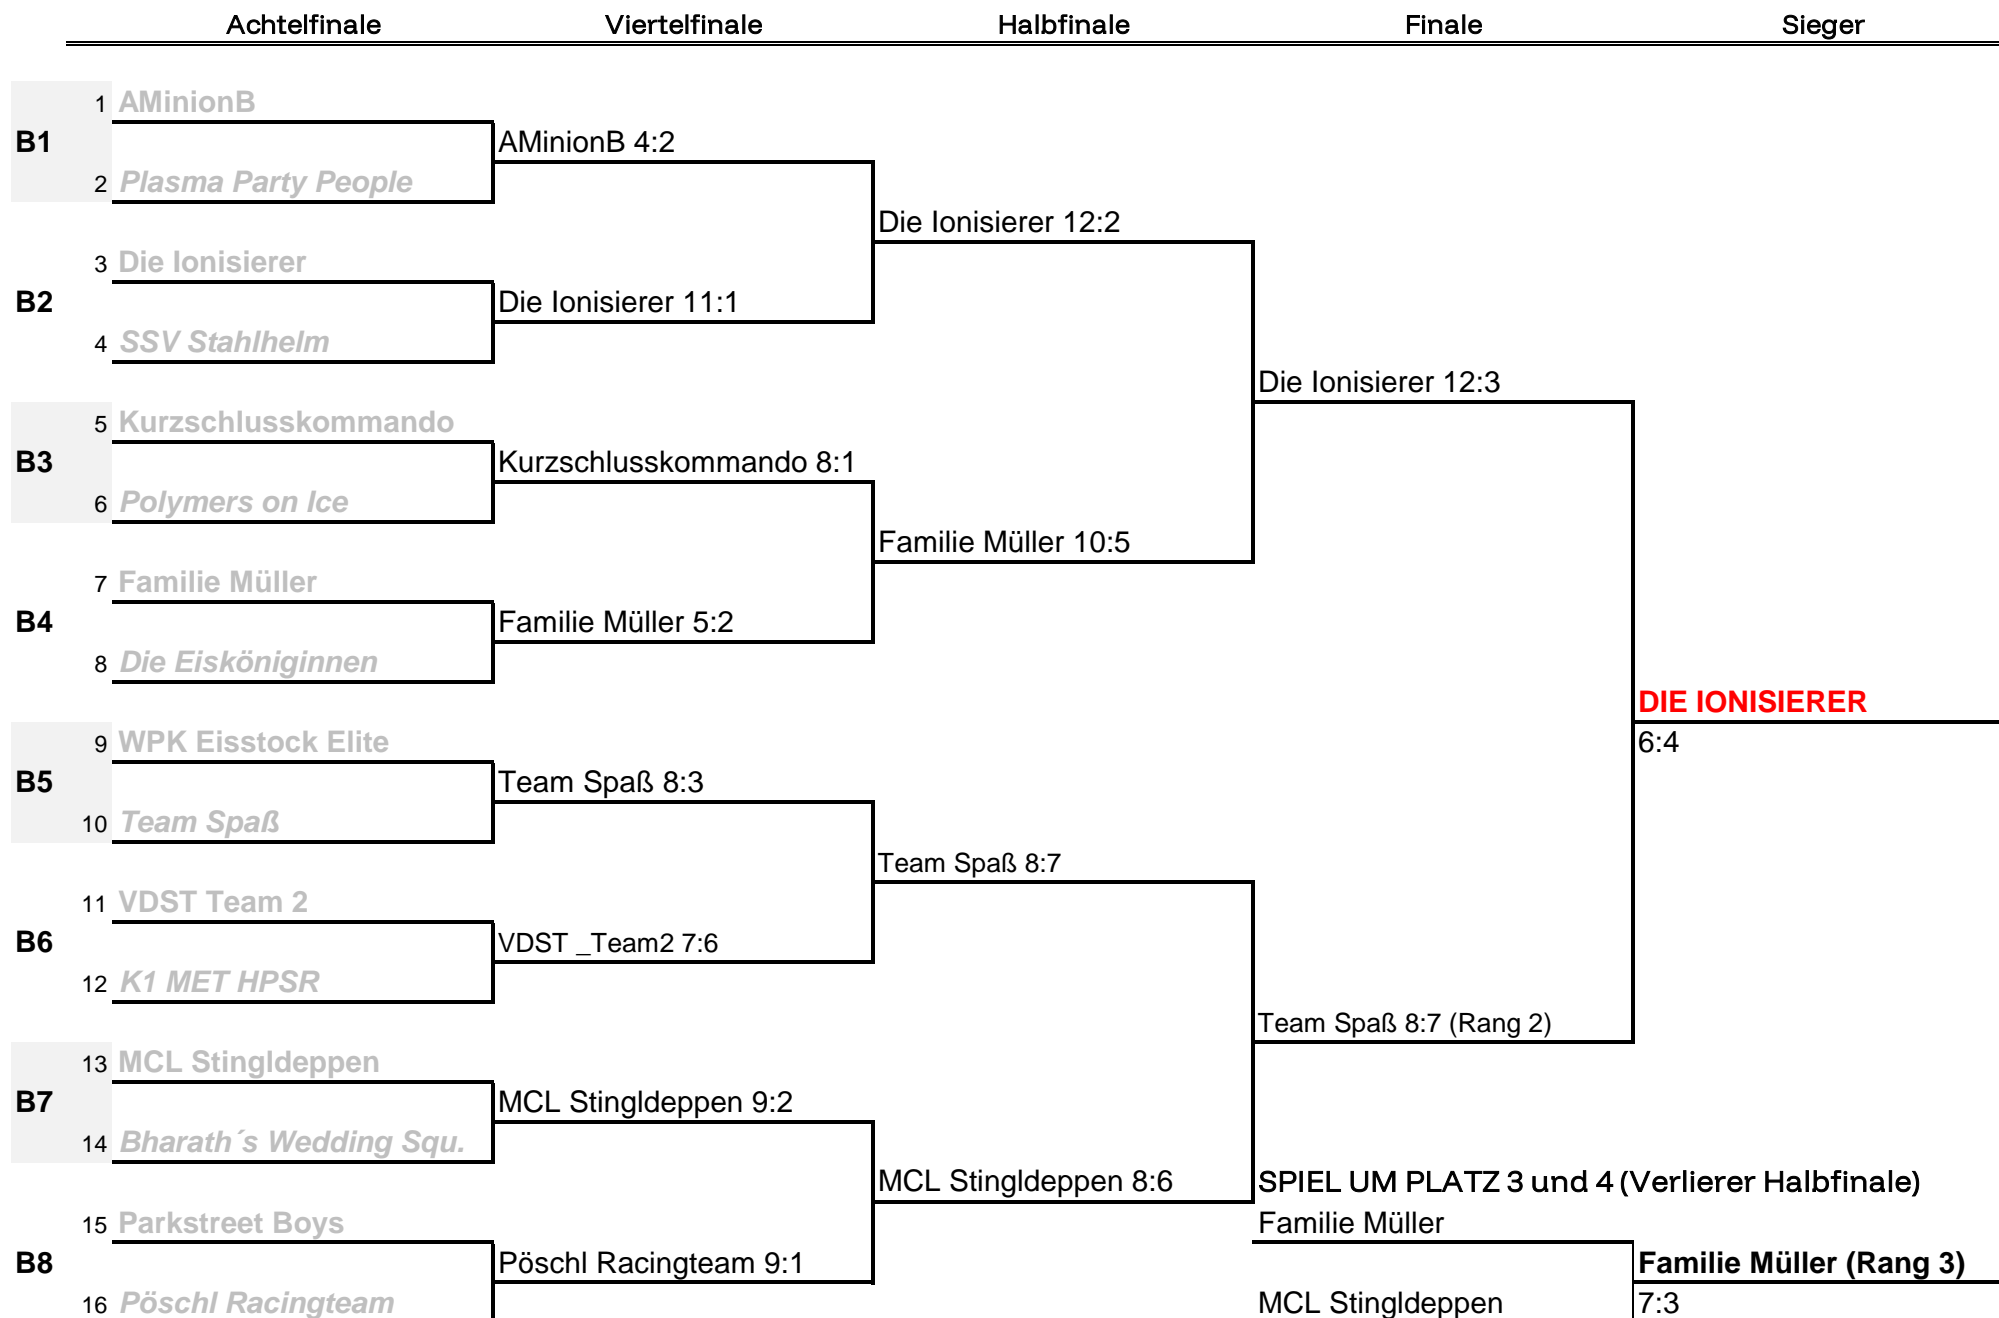 Achtelfinale Viertelfinale Halbfinale Finale Sieger
1 AMinionB
B1 AMinionB 4:2
2 Plasma Party People
Die Ionisierer 12:2
3 Die Ionisierer
B2 Die Ionisierer 11:1
4 SSV Stahlhelm
Die Ionisierer 12:3
5 Kurzschlusskommando
B3 Kurzschlusskommando 8:1
6 Polymers on Ice
Familie Müller 10:5
7 Familie Müller
B4 Familie Müller 5:2
8 Die Eisköniginnen
DIE IONISIERER
9 WPK Eisstock Elite 6:4
B5 Team Spaß 8:3
10 Team Spaß
Team Spaß 8:7
11 VDST Team 2
B6 VDST _Team2 7:6
12 K1 MET HPSR
Team Spaß 8:7 (Rang 2)
13 MCL Stingldeppen
B7 MCL Stingldeppen 9:2
14 Bharath´s Wedding Squ.
MCL Stingldeppen 8:6 SPIEL UM PLATZ 3 und 4 (Verlierer Halbfinale)
15 Parkstreet Boys Familie Müller
B8 Pöschl Racingteam 9:1 Familie Müller (Rang 3)
16 Pöschl Racingteam MCL Stingldeppen 7:3